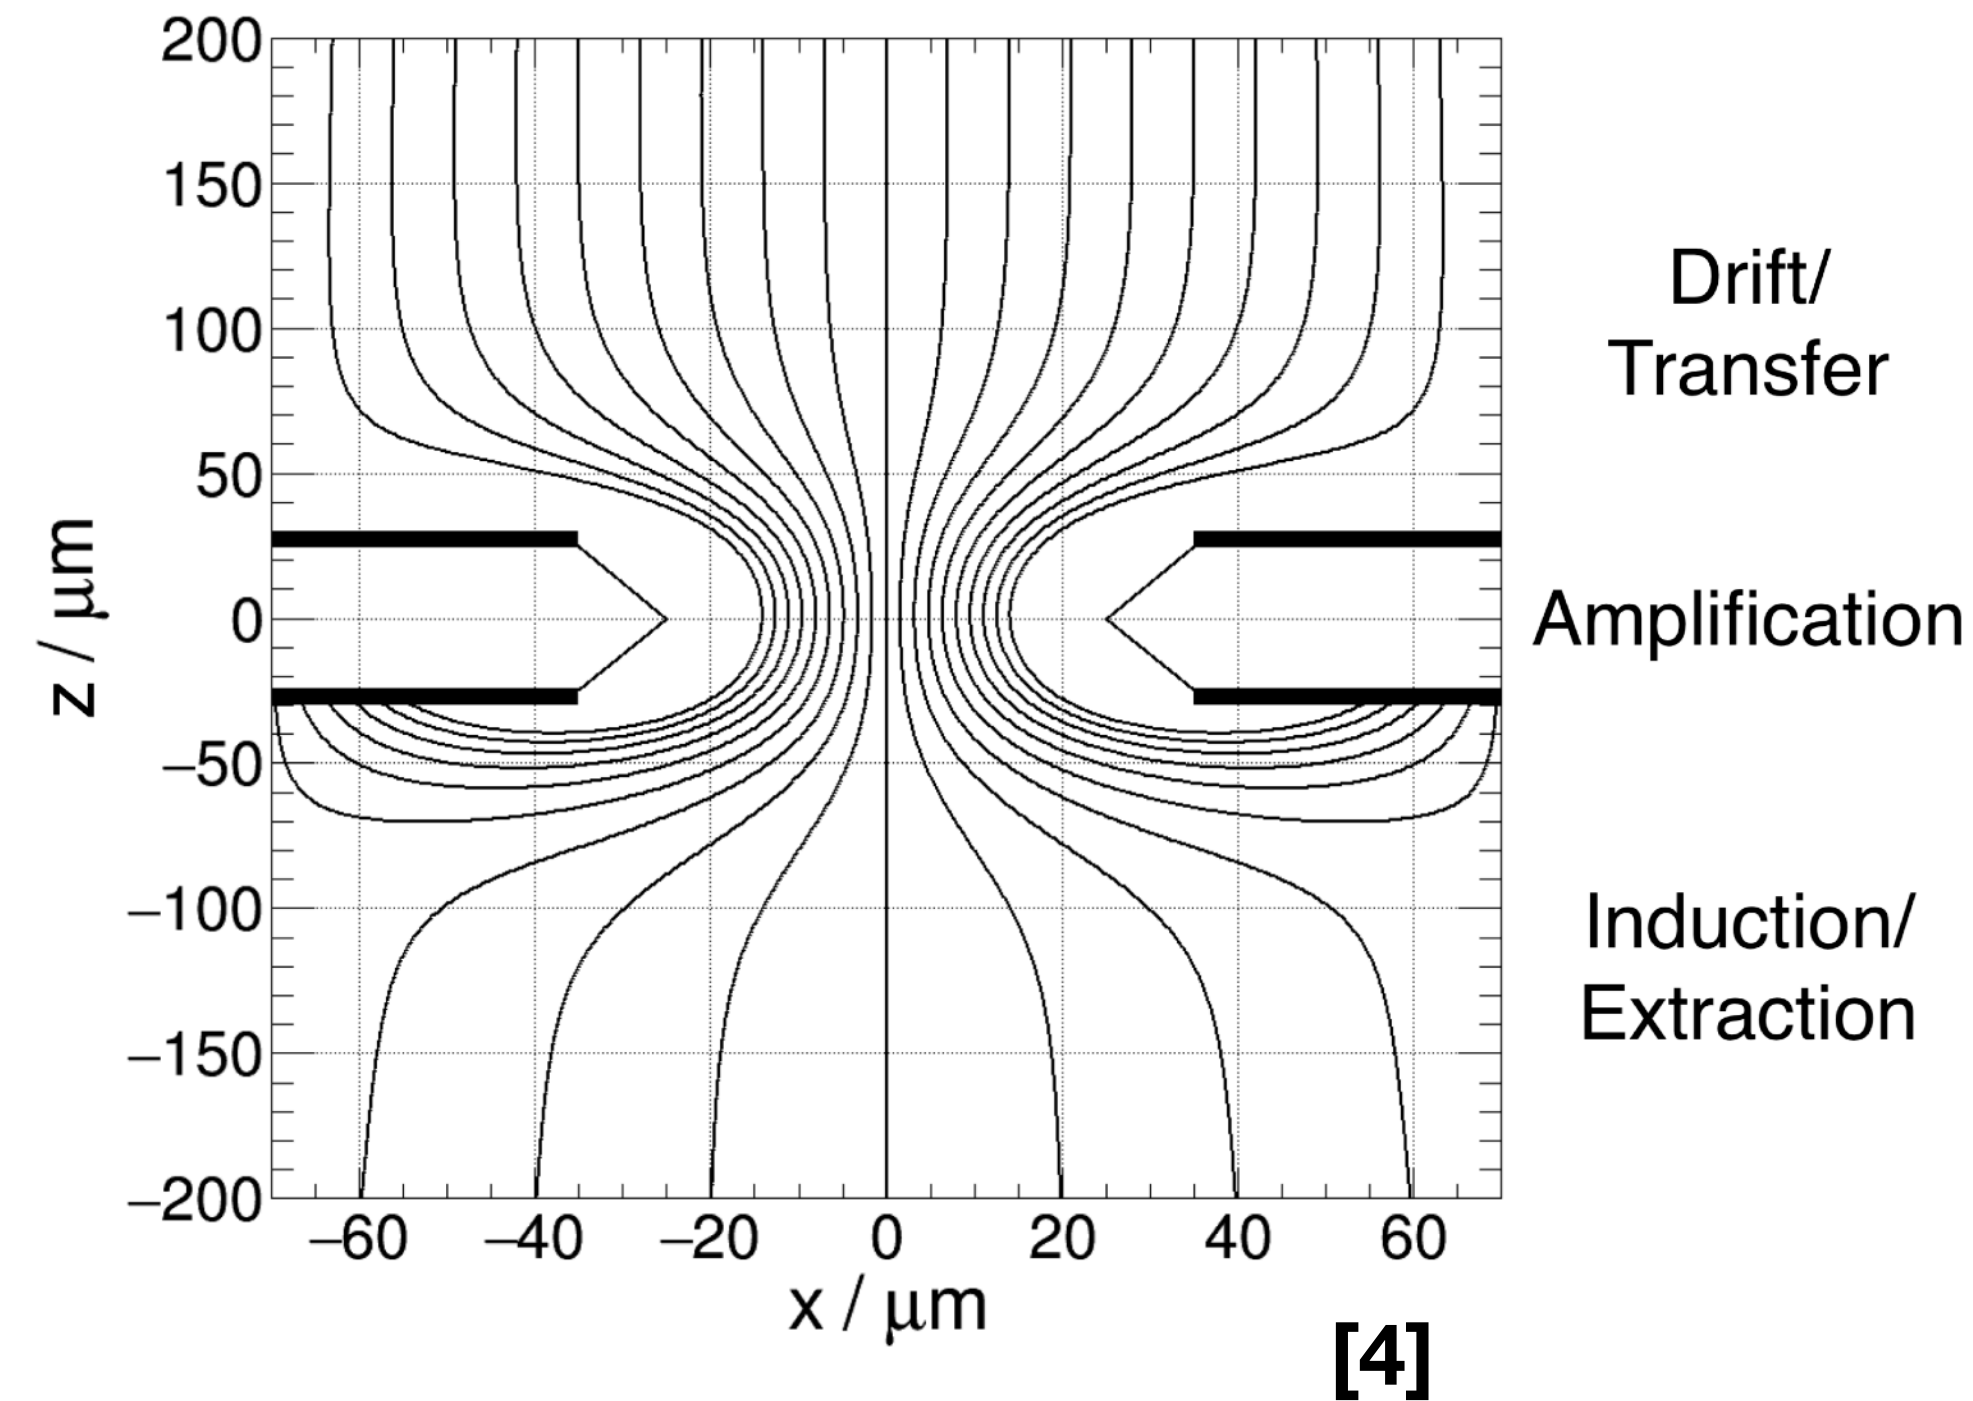 200
150
100
50
0
−50
−100
−150
−200
z / μm
−60 −40 −20 0 20 40 60
x / μm
Drift/
Transfer
Amplification
Induction/
Extraction
[4]